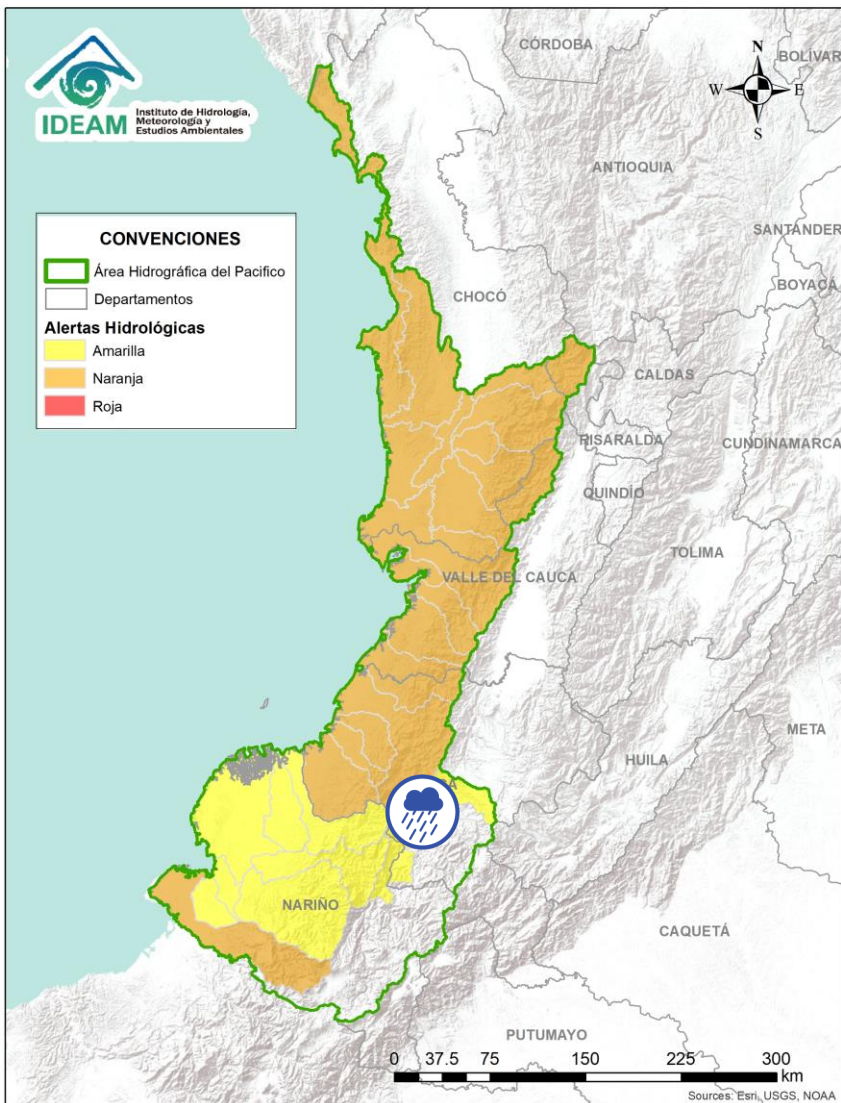 IDEAM
Instituto de Hidrología,
Meteorología y
Estudios Ambientales
N
W
E
S
CÓRDOBA
BOLÍVAR
ANTIOQUIA
SANTANDER
BOYACÁ
CONVENCIONES
Área Hidrográfica del Pacifico
Departamentos
Alertas Hidrológicas
Amarilla
Naranja
Roja
CHOCÓ
CALDAS
RISARALDA
CUNDINAMARCA
QUINDÍO
TOLIMA
VALLE DEL CAUCA
META
HUILA
NARIÑO
CAQUETÁ
PUTUMAYO
0 37.5 75 150 225 300
km
Sources: Esri, USGS, NOAA